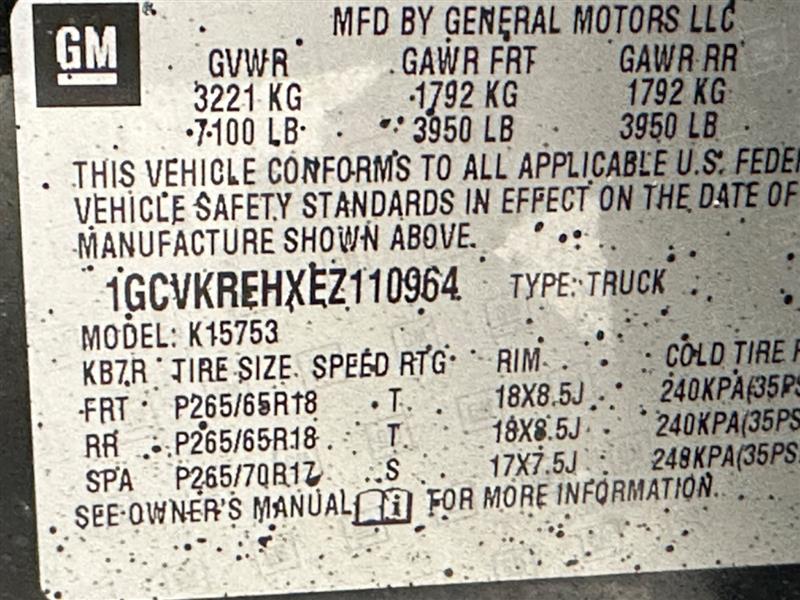 GM
MFD BY GENERAL MOTORS LLC
GVWR GAWR FRT GAWR RR
3221 KG 1792 KG 1792 KG
7100 LB 3950 LB 3950 LB
THIS VEHICLE CONFORMS TO ALL APPLICABLE U.S. FEDE
VEHICLE SAFETY STANDARDS IN EFFECT ON THE DATE OF
MANUFACTURE SHOWN ABOVE.
1GCVKREHXEZ110964 TYPE: TRUCK
MODEL: K15753
KB7R TIRE SIZE SPEED RTG RIM COLD TIRE
FRT P265/65R18 T 18X8.5J 240KPA(35PS
RR P265/65R18 T 18X8.5J 240KPA(35PS
SPA P265/70R17 S 17X7.5J 248KPA(35PS
SEE OWNER'S MANUAL FOR MORE INFORMATION.